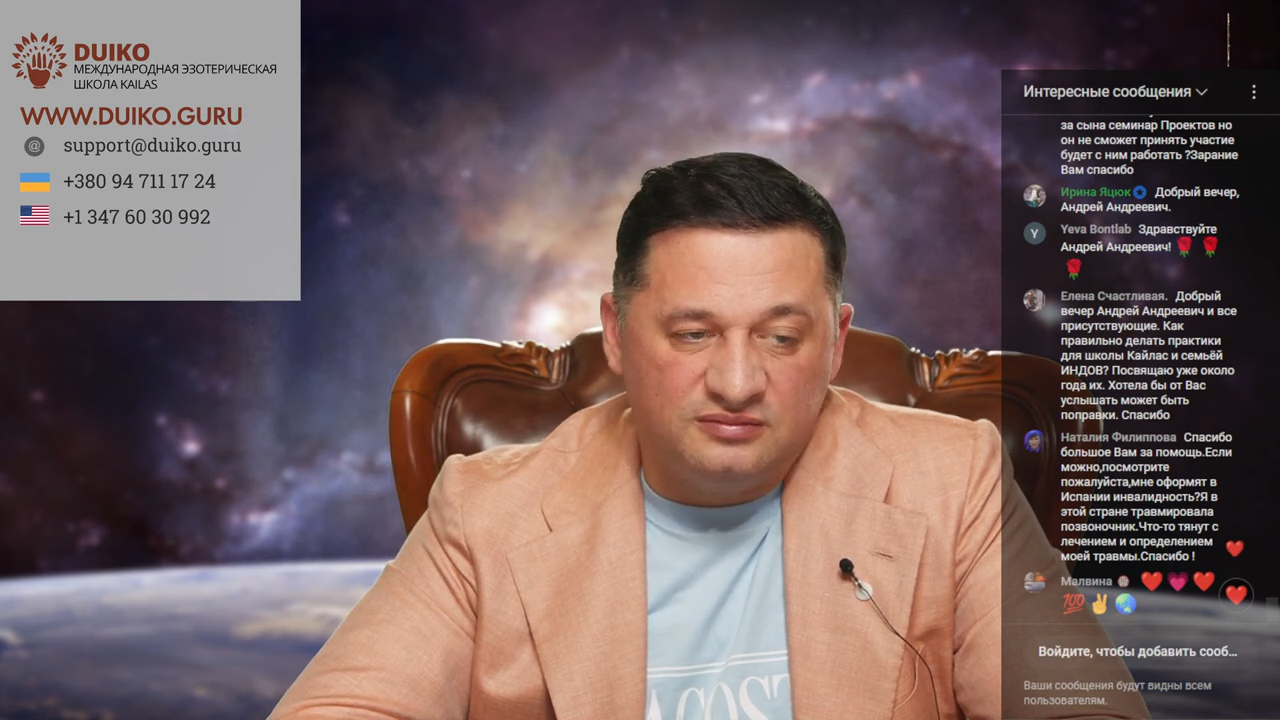 DUIKO
МЕЖДУНАРОДНАЯ ЭЗОТЕРИЧЕСКАЯ
ШКОЛА KAILAS
WWW.DUIKO.GURU
@ support@duiko.guru
+380 94 711 17 24
+1 347 60 30 992
Интересные сообщения
за сына семинар Проектов но
он не сможет принять участие
будет с ним работать ?Зарание
Вам спасибо
Ирина Яцюк Добрый вечер,
Андрей Андреевич.
Y Yeva Bontlab Здравствуйте
Андрей Андреевич! 🌹 🌹
🌹
Елена Счастливая. Добрый
вечер Андрей Андреевич и все
присутствующие. Как
правильно делать практики
для школы Кайлас и семьёй
ИНДОВ? Посвящаю уже около
года их. Хотела бы от Вас
услышать может быть
поправки. Спасибо
Наталия Филиппова Спасибо
большое Вам за помощь.Если
можно,посмотрите
пожалуйста,мне оформят в
Испании инвалидность?Я в
этой стране травмировала
позвоночник.Что-то тянут с
лечением и определением
моей травмы.Спасибо !
Малвина
💯 ✌ 🌏
Войдите, чтобы добавить сооб...
Ваши сообщения будут видны всем
пользователям.